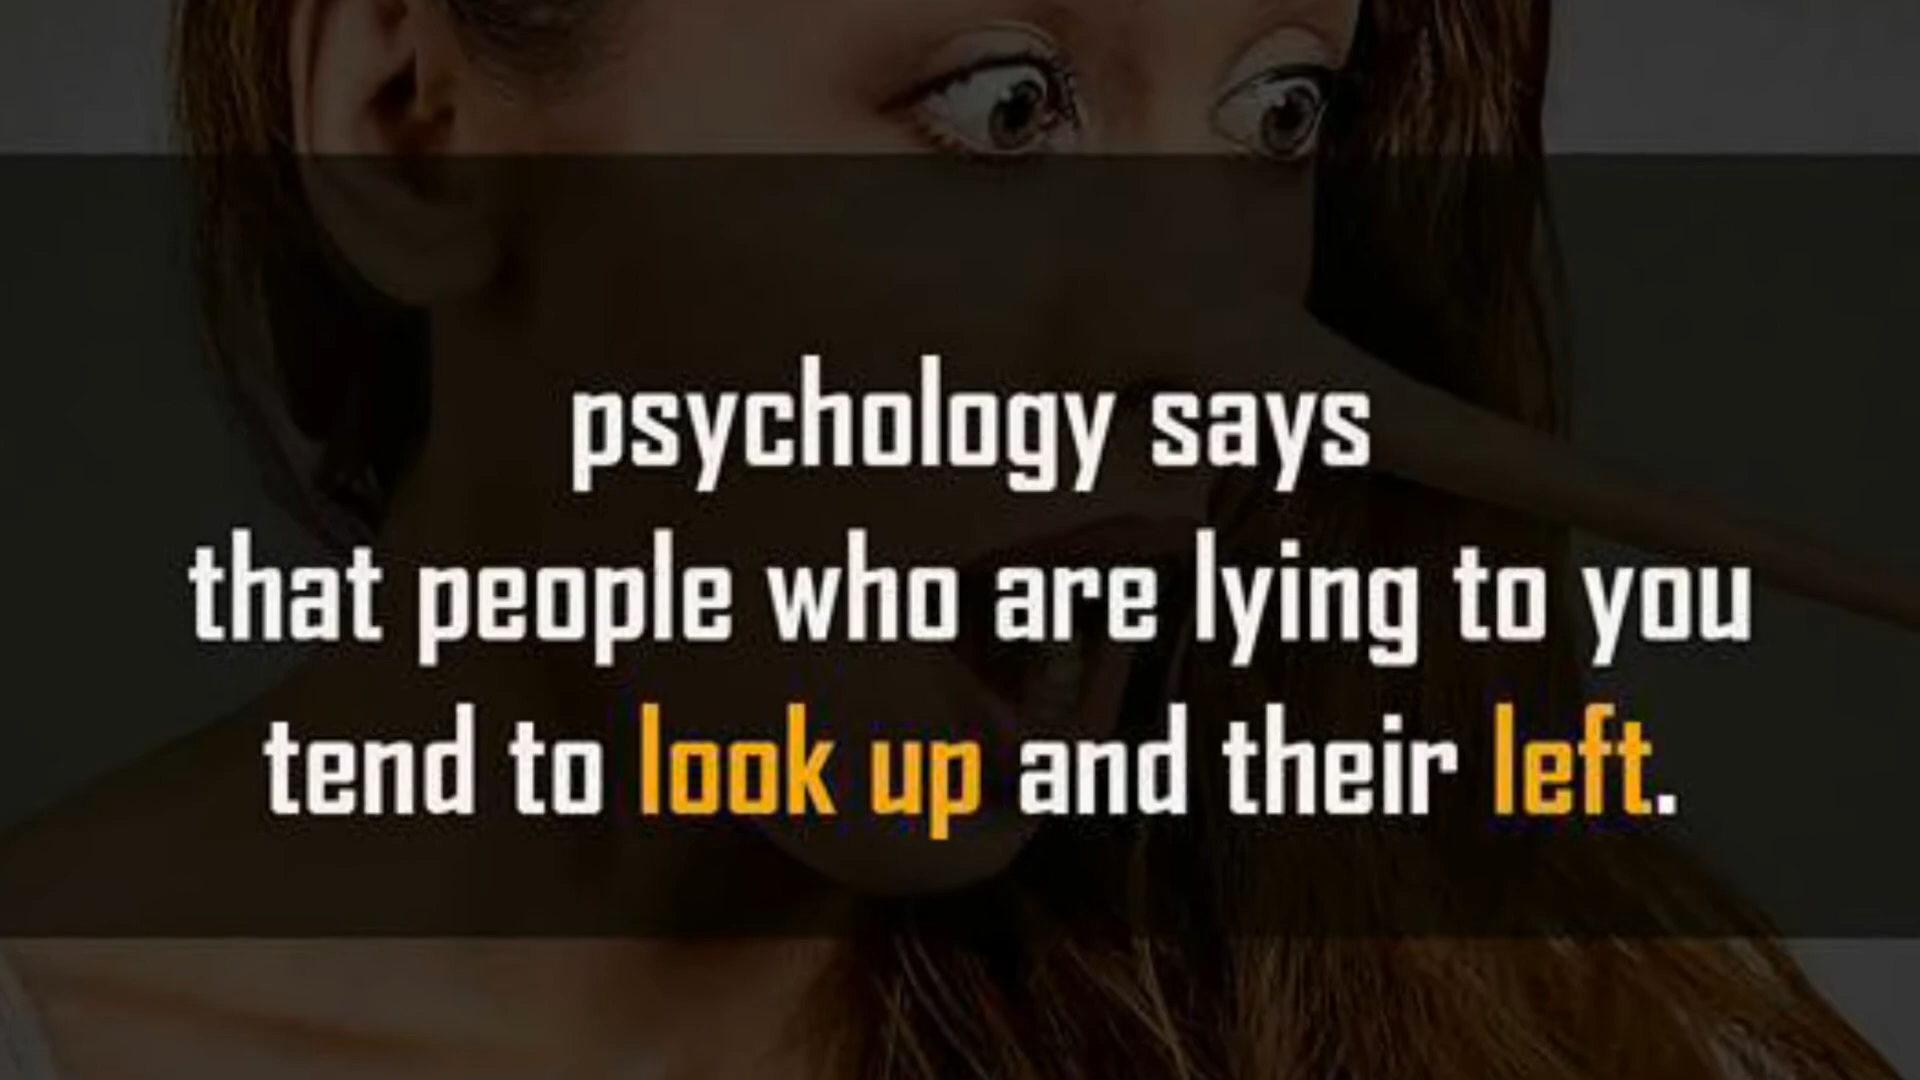 psychology says
that people who are lying to you
tend to look up and their left.